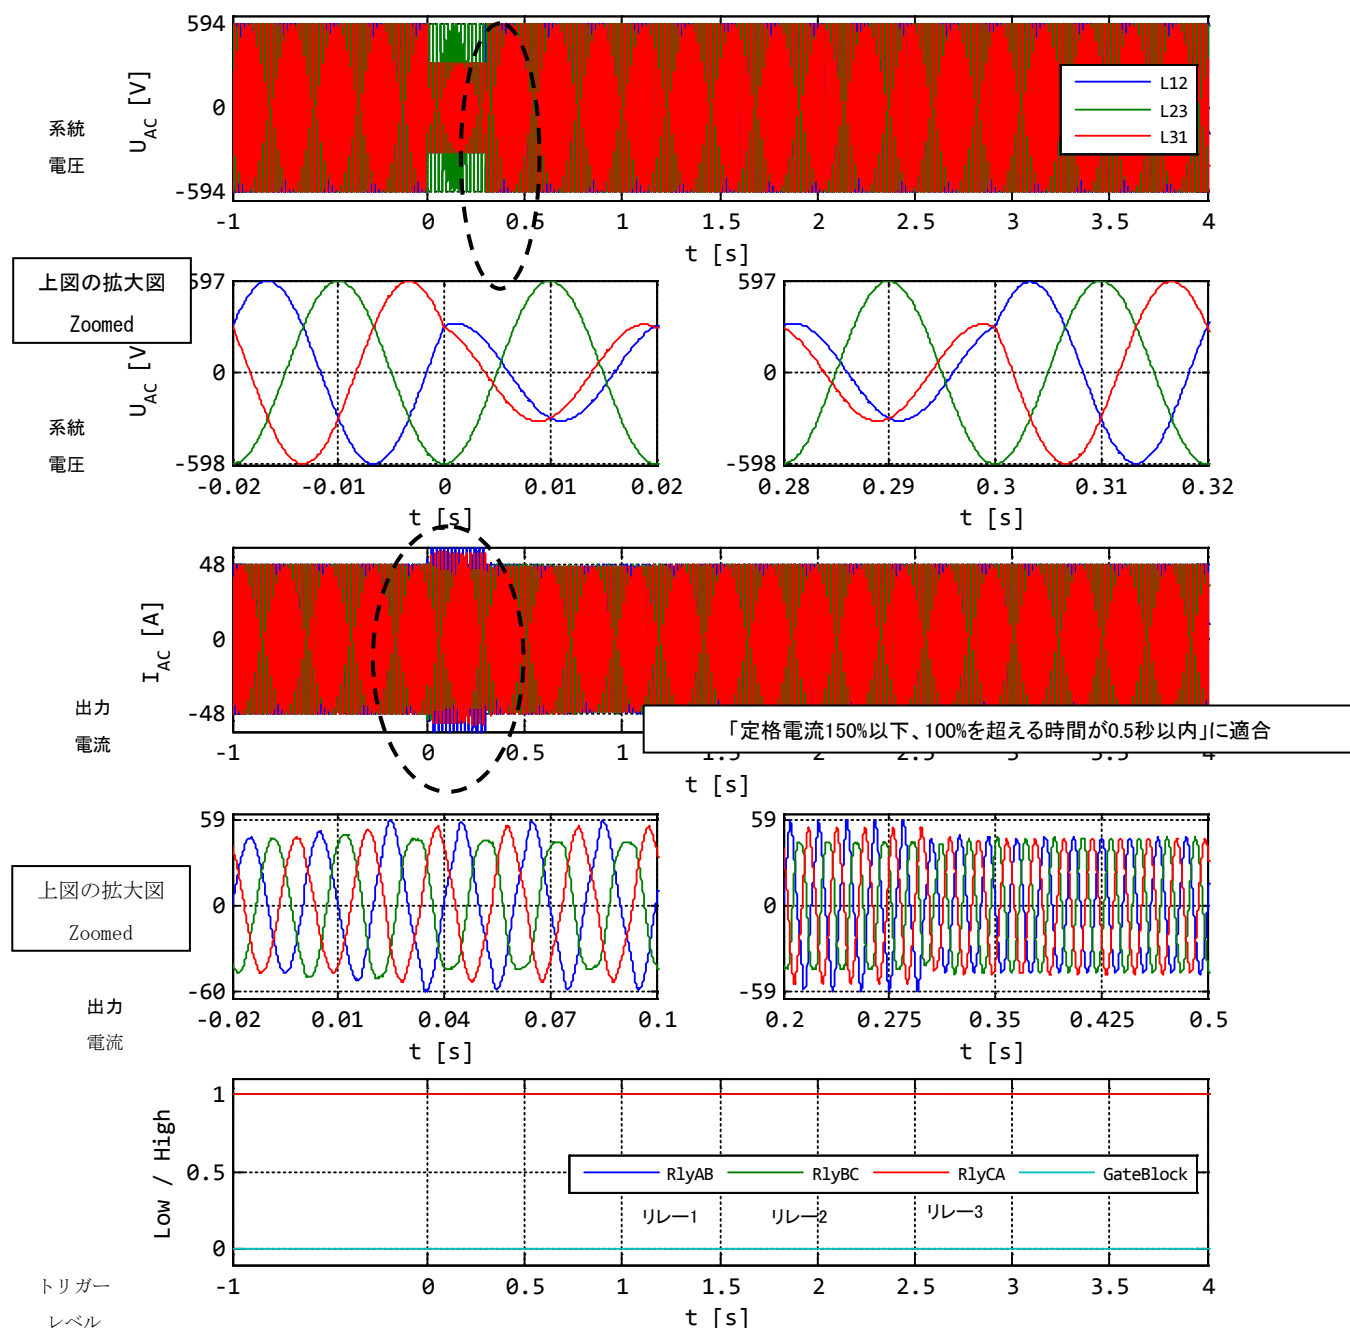 594
0
-594
U_AC [V]
系統
電圧
L12
L23
L31
-1 0 0.5 1 1.5 2 2.5 3 3.5 4
t [s]
上図の拡大図
Zoomed
597
0
-598
U_AC [V
系統
電圧
-0.02 -0.01 0 0.01 0.02
t [s]
0.28 0.29 0.3 0.31 0.32
t [s]
48
0
-48
I_AC [A]
出力
電流
「定格電流150%以下、100%を超える時間が0.5秒以内」に適合
-1 0 0.5 1 1.5 2 2.5 3 3.5 4
t [s]
59
0
-60
上図の拡大図
Zoomed
出力
電流
-0.02 0.01 0.04 0.07 0.1
t [s]
59
0
-59
0.2 0.275 0.35 0.425 0.5
t [s]
1
0.5
0
Low / High
RlyAB RlyBC RlyCA GateBlock
リレー1 リレー2 リレー3
トリガー
レベル
-1 0 0.5 1 1.5 2 2.5 3 3.5 4
t [s]